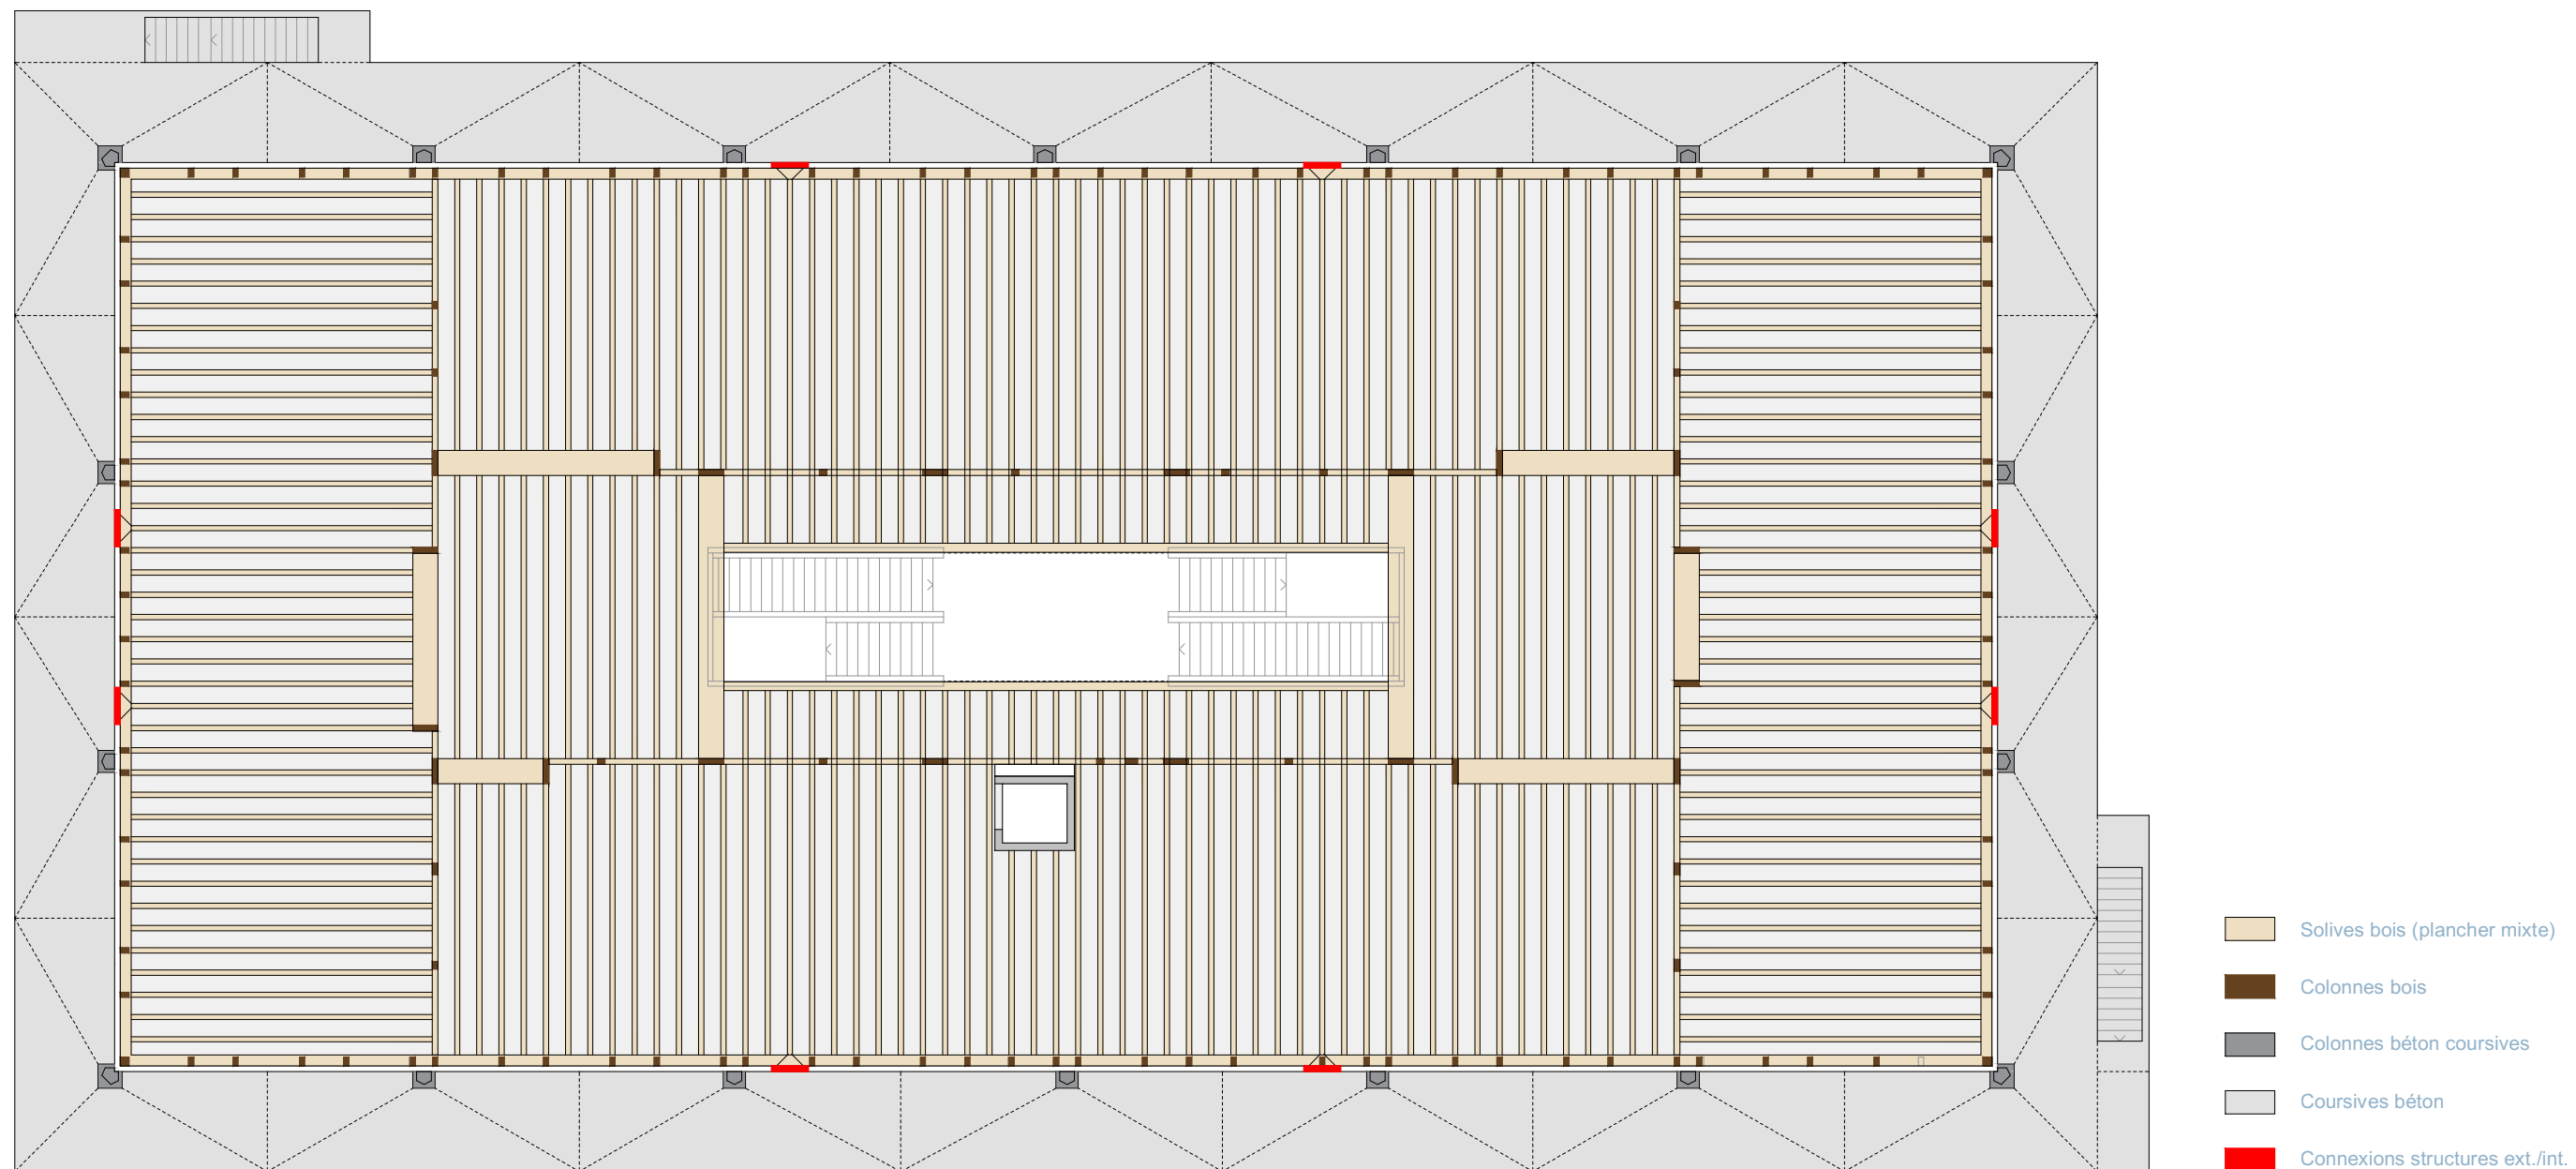 Solives bois (plancher mixte)
Colonnes bois
Colonnes béton coursives
Coursives béton
Connexions structures ext./int.